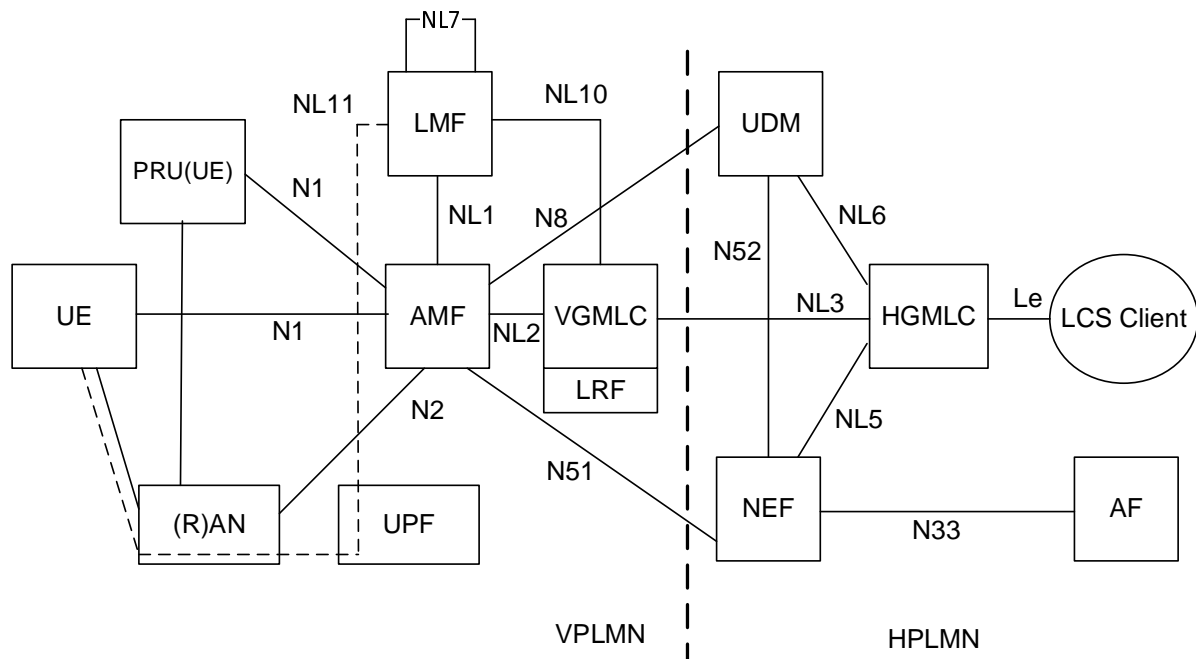 NL7
NL11
LMF
NL10
UDM
PRU(UE)
N1
NL1
N8
NL6
N52
UE
N1
AMF
NL2
VGMLC
NL3
HGMLC
Le
LCS Client
LRF
N2
NL5
N51
(R)AN
UPF
NEF
N33
AF
VPLMN
HPLMN